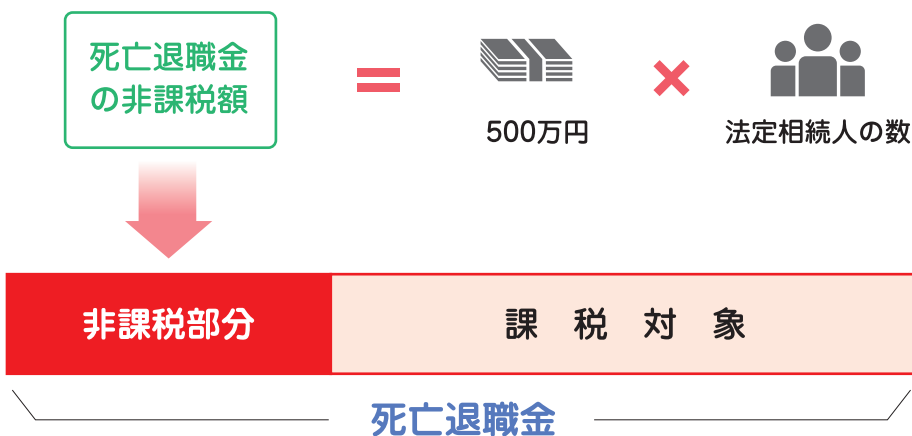 死亡退職金
の非課税額
=
500万円
×
法定相続人の数
非課税部分
課税対象
死亡退職金